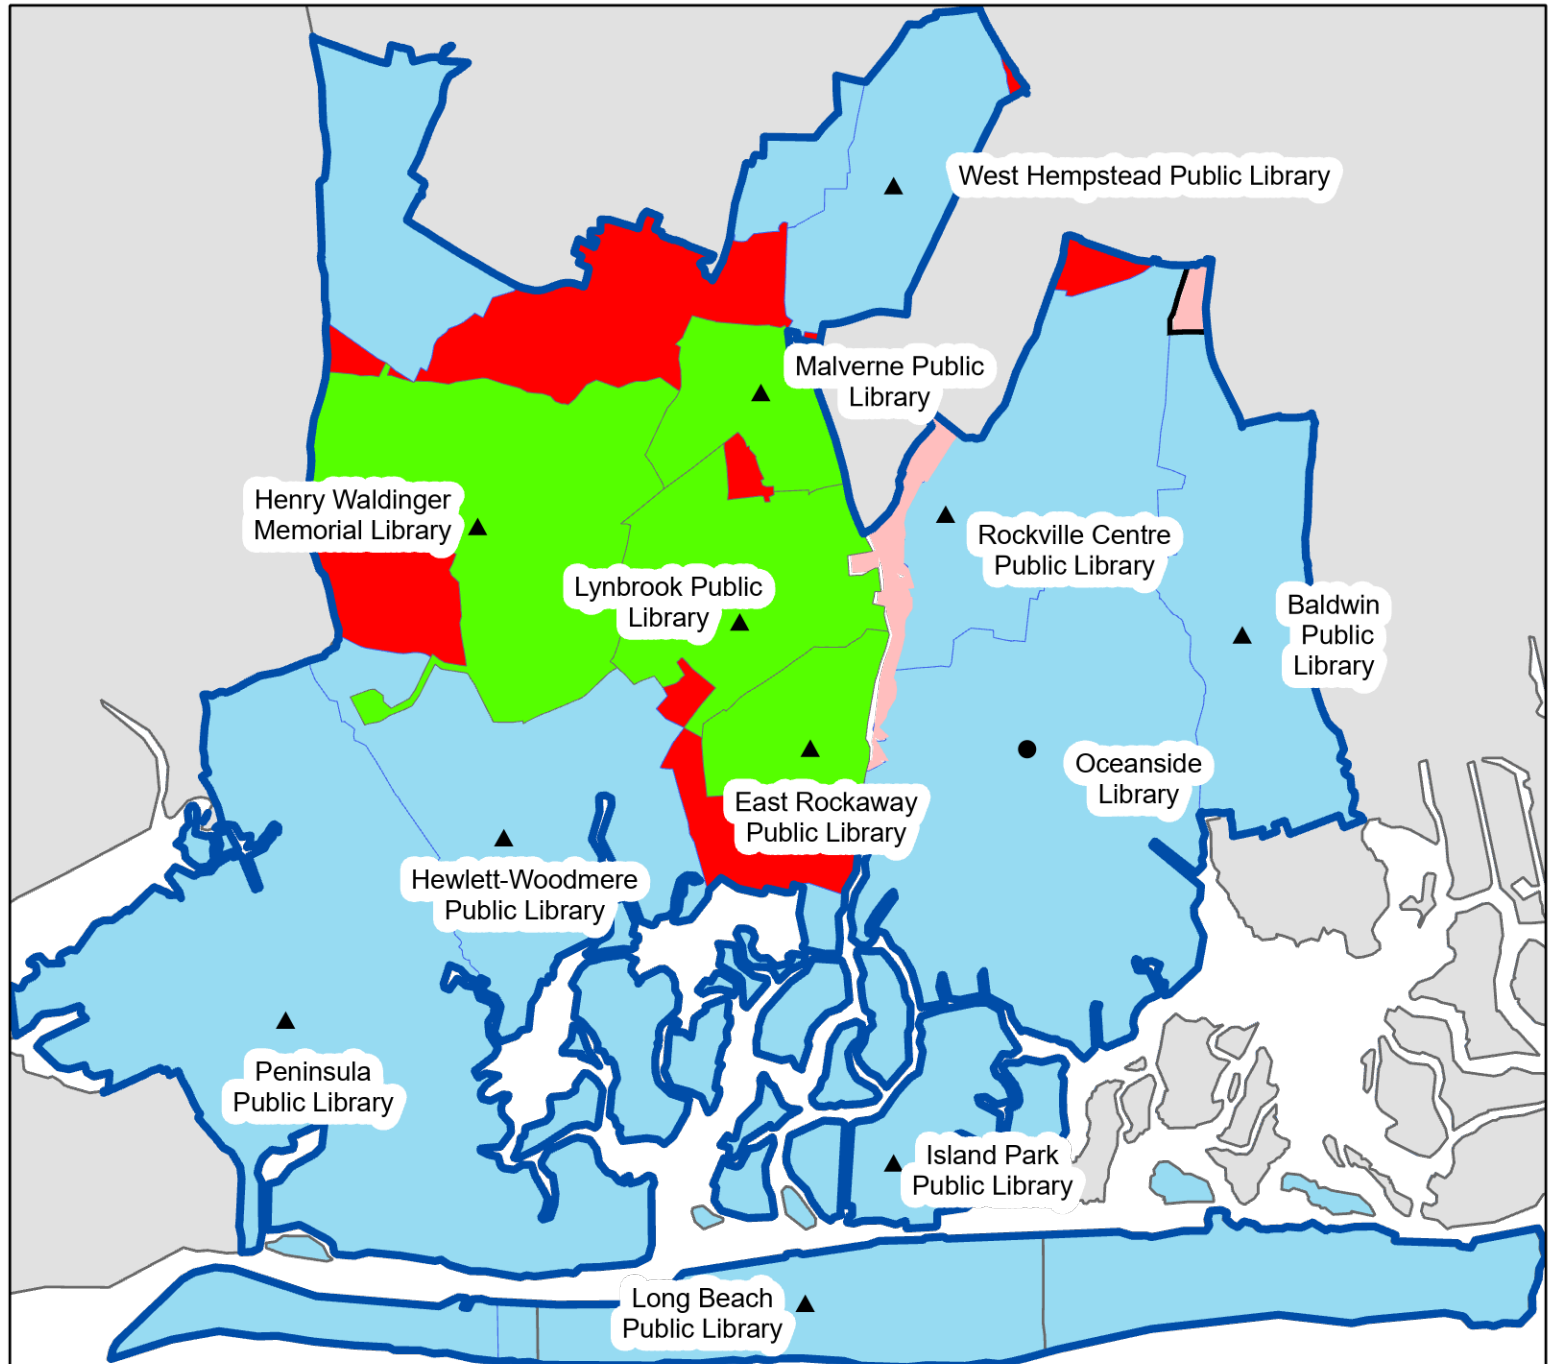 West Hempstead Public Library
Malverne Public
Library
Henry Waldinger
Memorial Library
Rockville Centre
Public Library
Lynbrook Public
Library
Baldwin
Public
Library
Oceanside
Library
East Rockaway
Public Library
Hewlett-Woodmere
Public Library
Peninsula
Public Library
Island Park
Public Library
Long Beach
Public Library